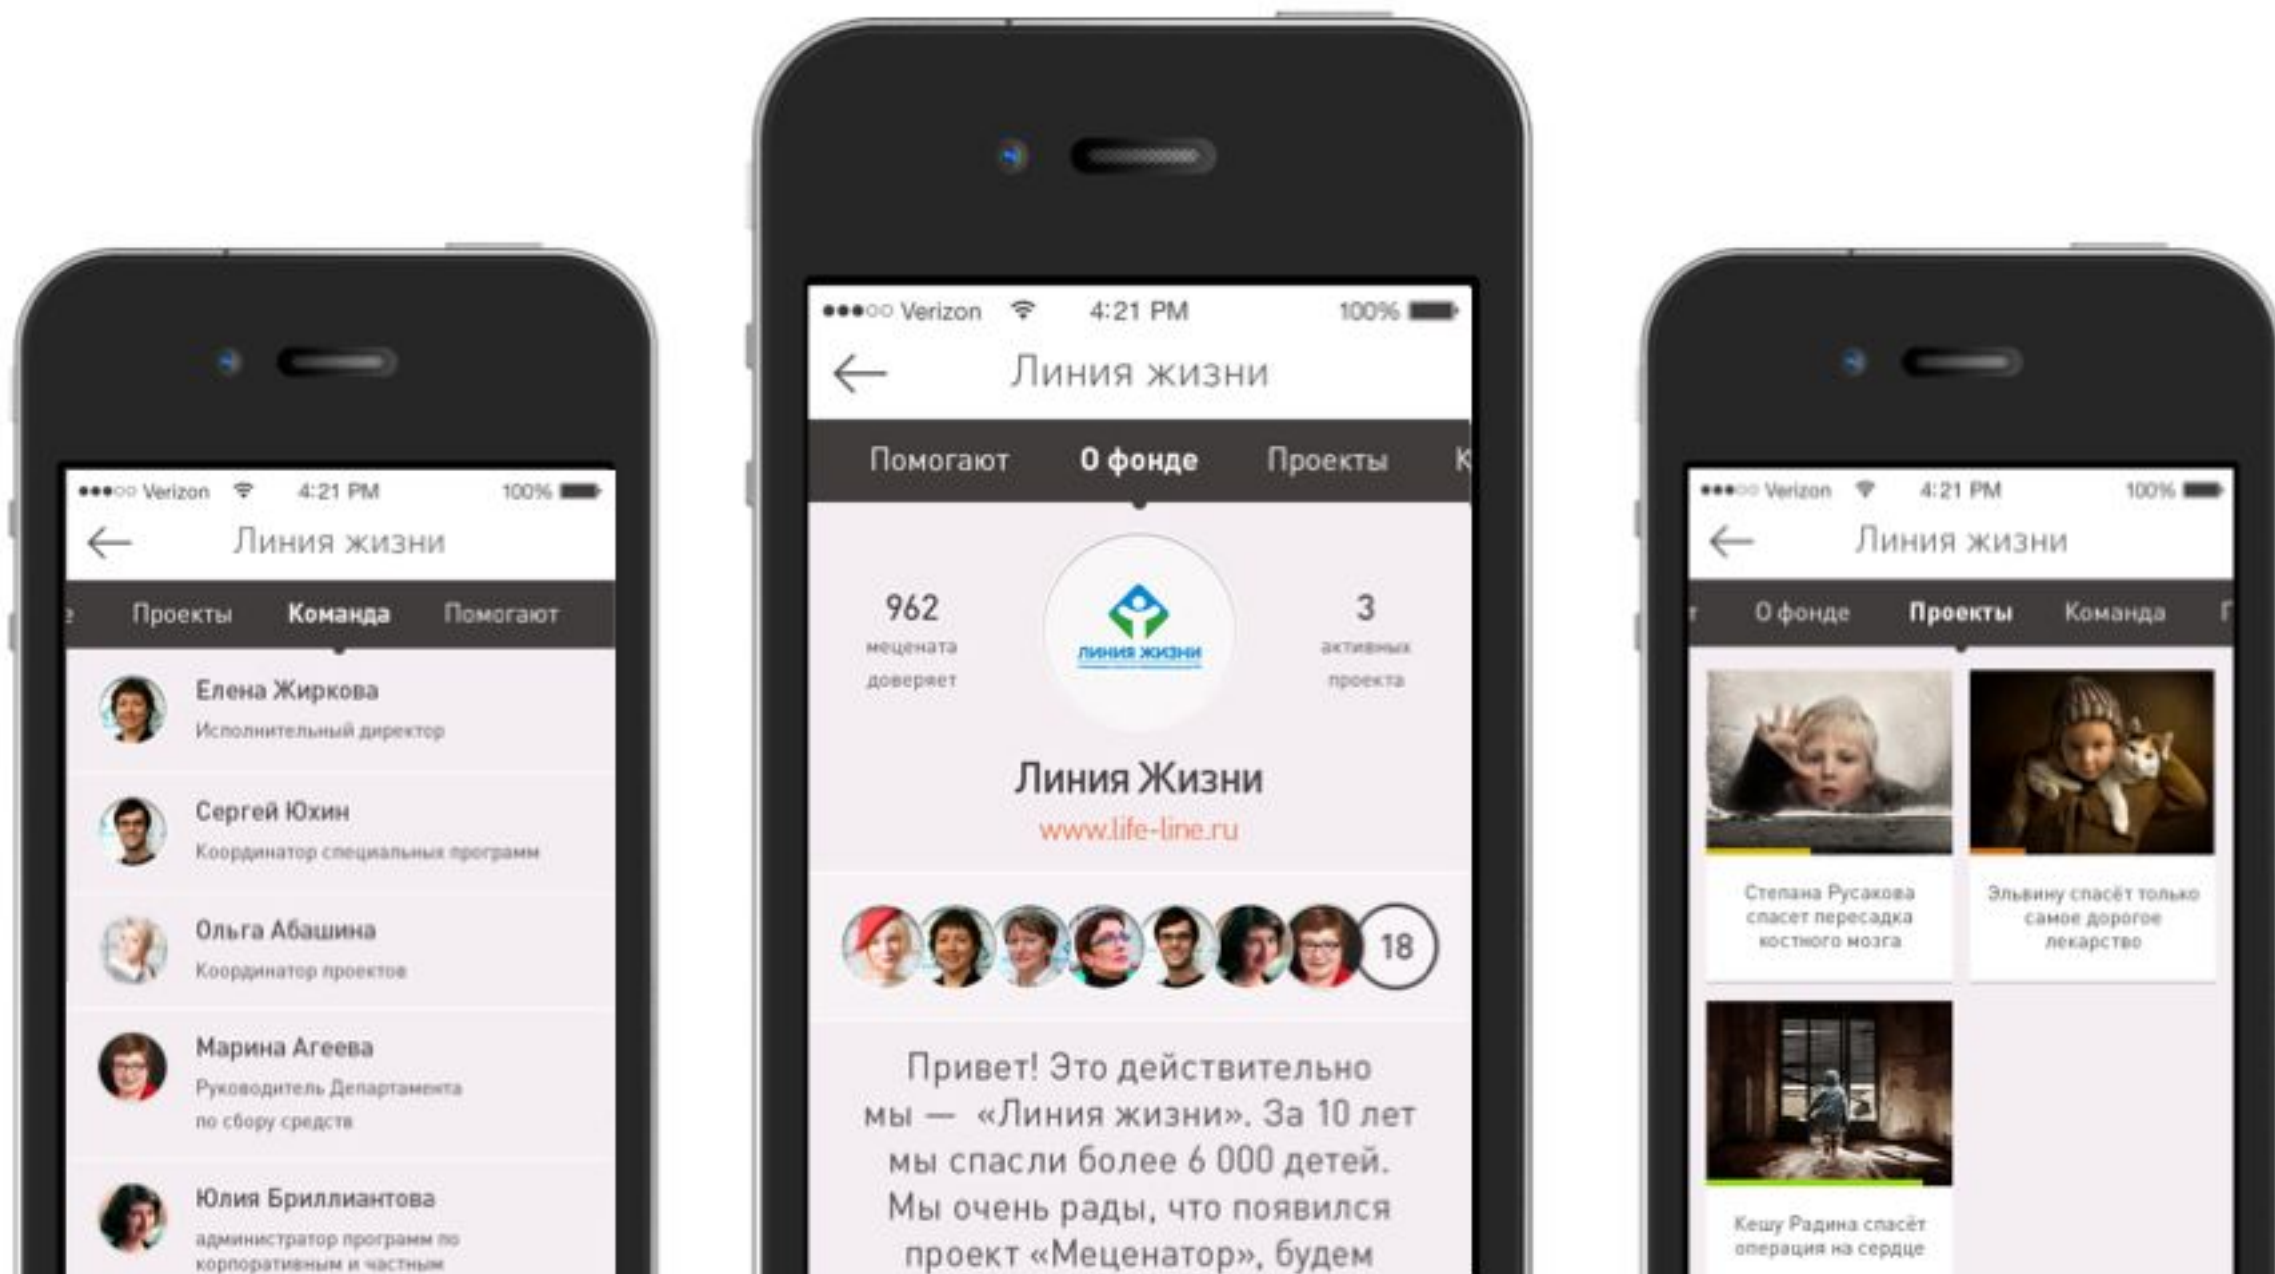 Verizon 4:21 PM 100%
Линия жизни
Проекты Команда Помогают
Елена Жиркова
Исполнительный директор
Сергей Юхин
Координатор специальных программ
Ольга Абашина
Координатор проектов
Марина Агеева
Руководитель Департамента
по сбору средств
Юлия Бриллиантова
администратор программ по
корпоративным и частным
Verizon 4:21 PM 100%
Линия жизни
Помогают О фонде Проекты К
962
мецената
доверяет
ЛИНИЯ ЖИЗНИ
3
активных
проекта
Линия Жизни
www.life-line.ru
18
Привет! Это действительно
мы — «Линия жизни». За 10 лет
мы спасли более 6 000 детей.
Мы очень рады, что появился
проект «Меценатор», будем
Verizon 4:21 PM 100%
Линия жизни
О фонде Проекты Команда П
Степана Русакова
спасет пересадка
костного мозга
Эльвину спасёт только
самое дорогое
лекарство
Кешу Радина спасёт
операция на сердце